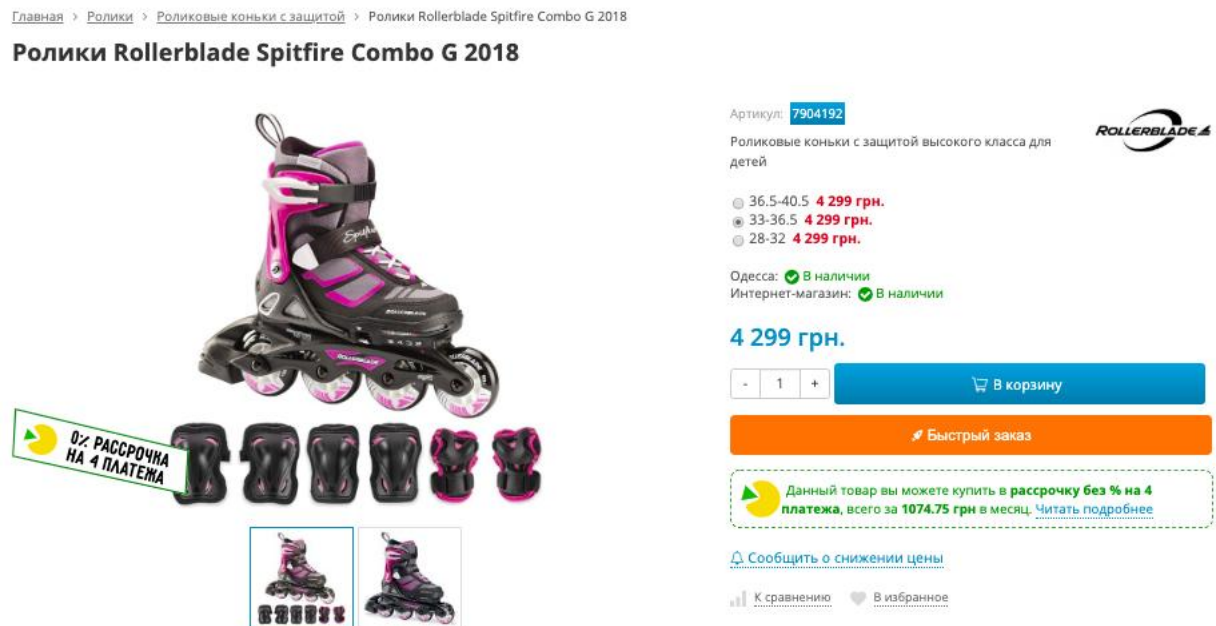 Главная > Ролики > Роликовые коньки с защитой > Ролики Rollerblade Spitfire Combo G 2018
Ролики Rollerblade Spitfire Combo G 2018
Артикул: 7904192
ROLLERBLADE
Роликовые коньки с защитой высокого класса для
детей
36.5-40.5 4 299 грн.
33-36.5 4 299 грн.
28-32 4 299 грн.
Одесса: В наличии
Интернет-магазин: В наличии
4 299 грн.
- 1 + В корзину
Быстрый заказ
Данный товар вы можете купить в рассрочку без % на 4
платежа, всего за 1074.75 грн в месяц. Читать подробнее
Сообщить о снижении цены
К сравнению В избранное
Spitfire
ROLLERBLADE
ROLLERBLADE
0% РАССРОЧКА
НА 4 ПЛАТЕЖА